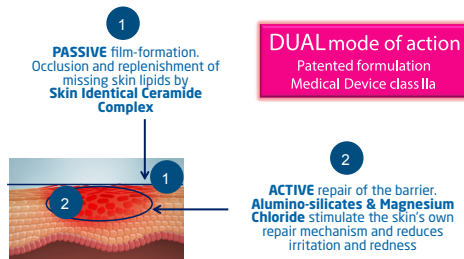 1
PASSIVE film-formation.
Occlusion and replenishment of
missing skin lipids by
Skin Identical Ceramide
Complex
DUAL mode of action
Patented formulation
Medical Device class IIa
1
2
2
ACTIVE repair of the barrier.
Alumino-silicates & Magnesium
Chloride stimulate the skin's own
repair mechanism and reduces
irritation and redness